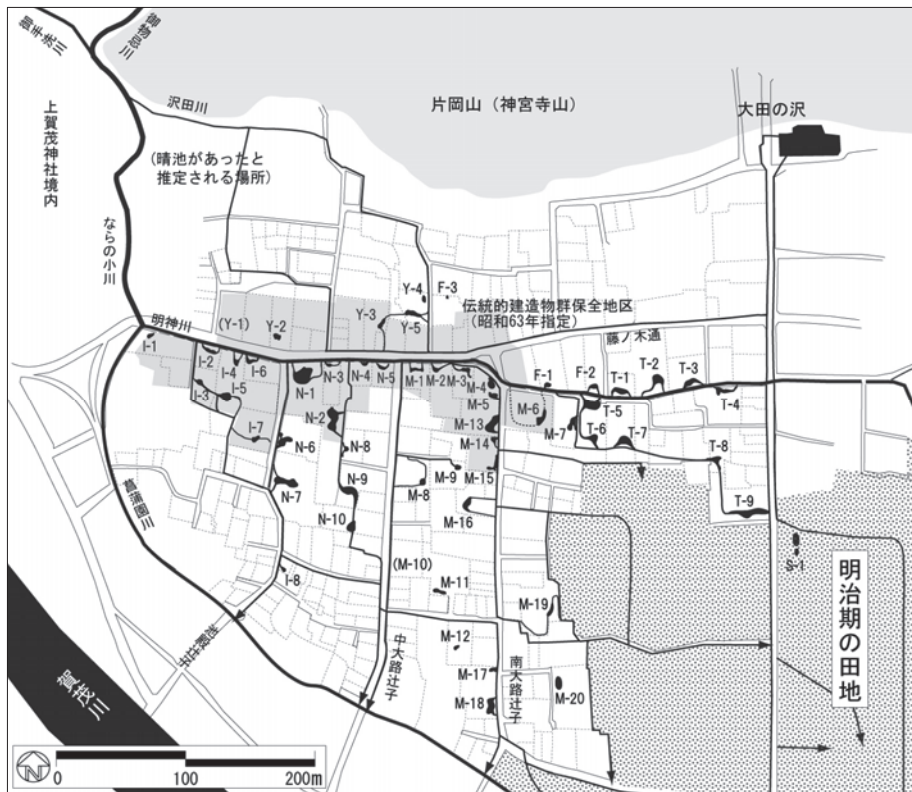 御手洗川
御物忌川
沢田川
片岡山（神宮寺山）
大田の沢
上賀茂神社境内
（晴池があったと
推定される場所）
ならの小川
明神川
(Y-1)
Y-2
Y-3
Y-4
Y-5
F-3
伝統的建造物群保全地区
（昭和63年指定）
藤ノ木通
I-1
I-2
I-3
I-4
I-5
I-6
I-7
I-8
N-1
N-2
N-3
N-4
N-5
N-6
N-7
N-8
N-9
N-10
M-1
M-2
M-3
M-4
M-5
M-6
M-7
M-8
M-9
(M-10)
M-11
M-12
M-13
M-14
M-15
M-16
M-17
M-18
M-19
M-20
F-1
F-2
T-1
T-2
T-3
T-4
T-5
T-6
T-7
T-8
T-9
S-1
菖蒲園川
中大路辻子
南大路辻子
明治期の田地
賀茂川
N
0
100
200m